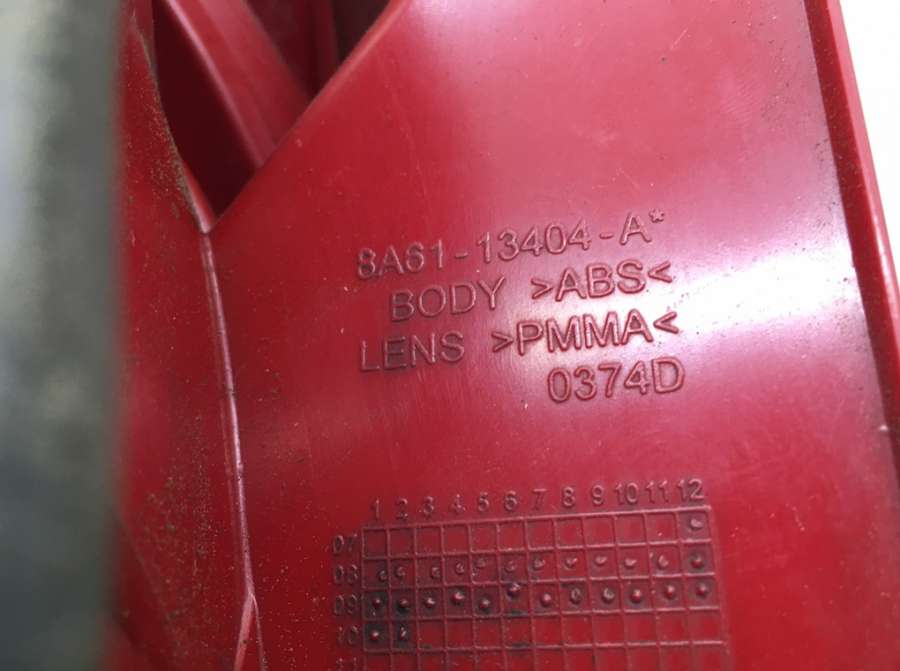 8A61-13404-A*
BODY >ABS<
LENS >PMMA<
0374D
1 2 3 4 5 6 7 8 9 10 11 12
07
08
09
10